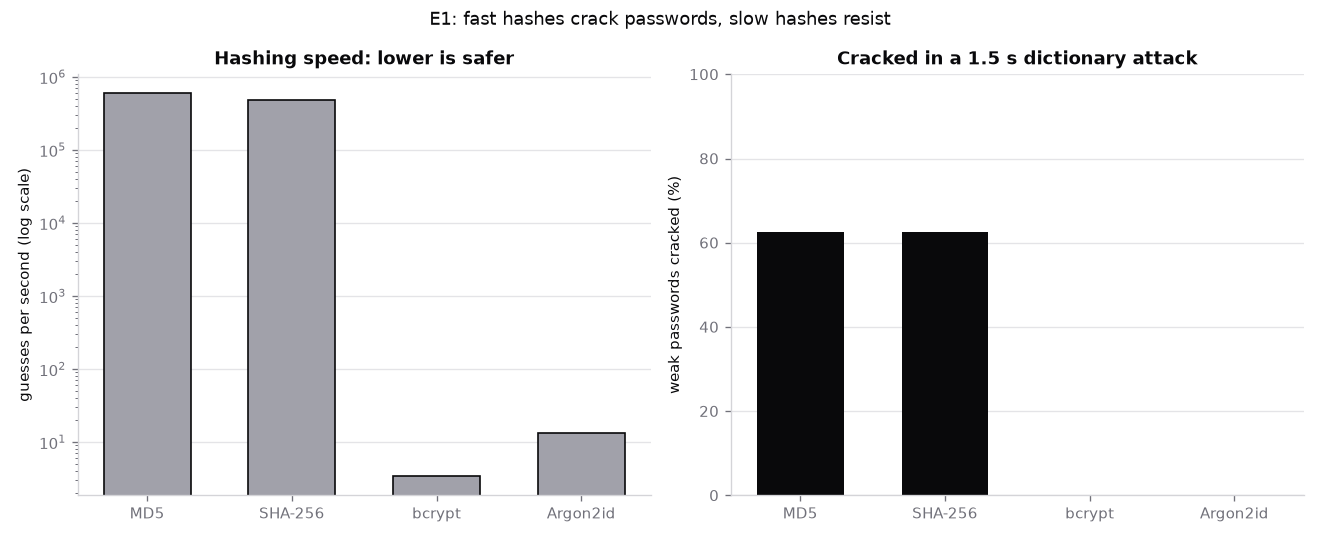 E1: fast hashes crack passwords, slow hashes resist
Hashing speed: lower is safer
guesses per second (log scale)
10⁶
10⁵
10⁴
10³
10²
10¹
MD5 SHA-256 bcrypt Argon2id
Cracked in a 1.5 s dictionary attack
weak passwords cracked (%)
100
80
60
40
20
0
MD5 SHA-256 bcrypt Argon2id